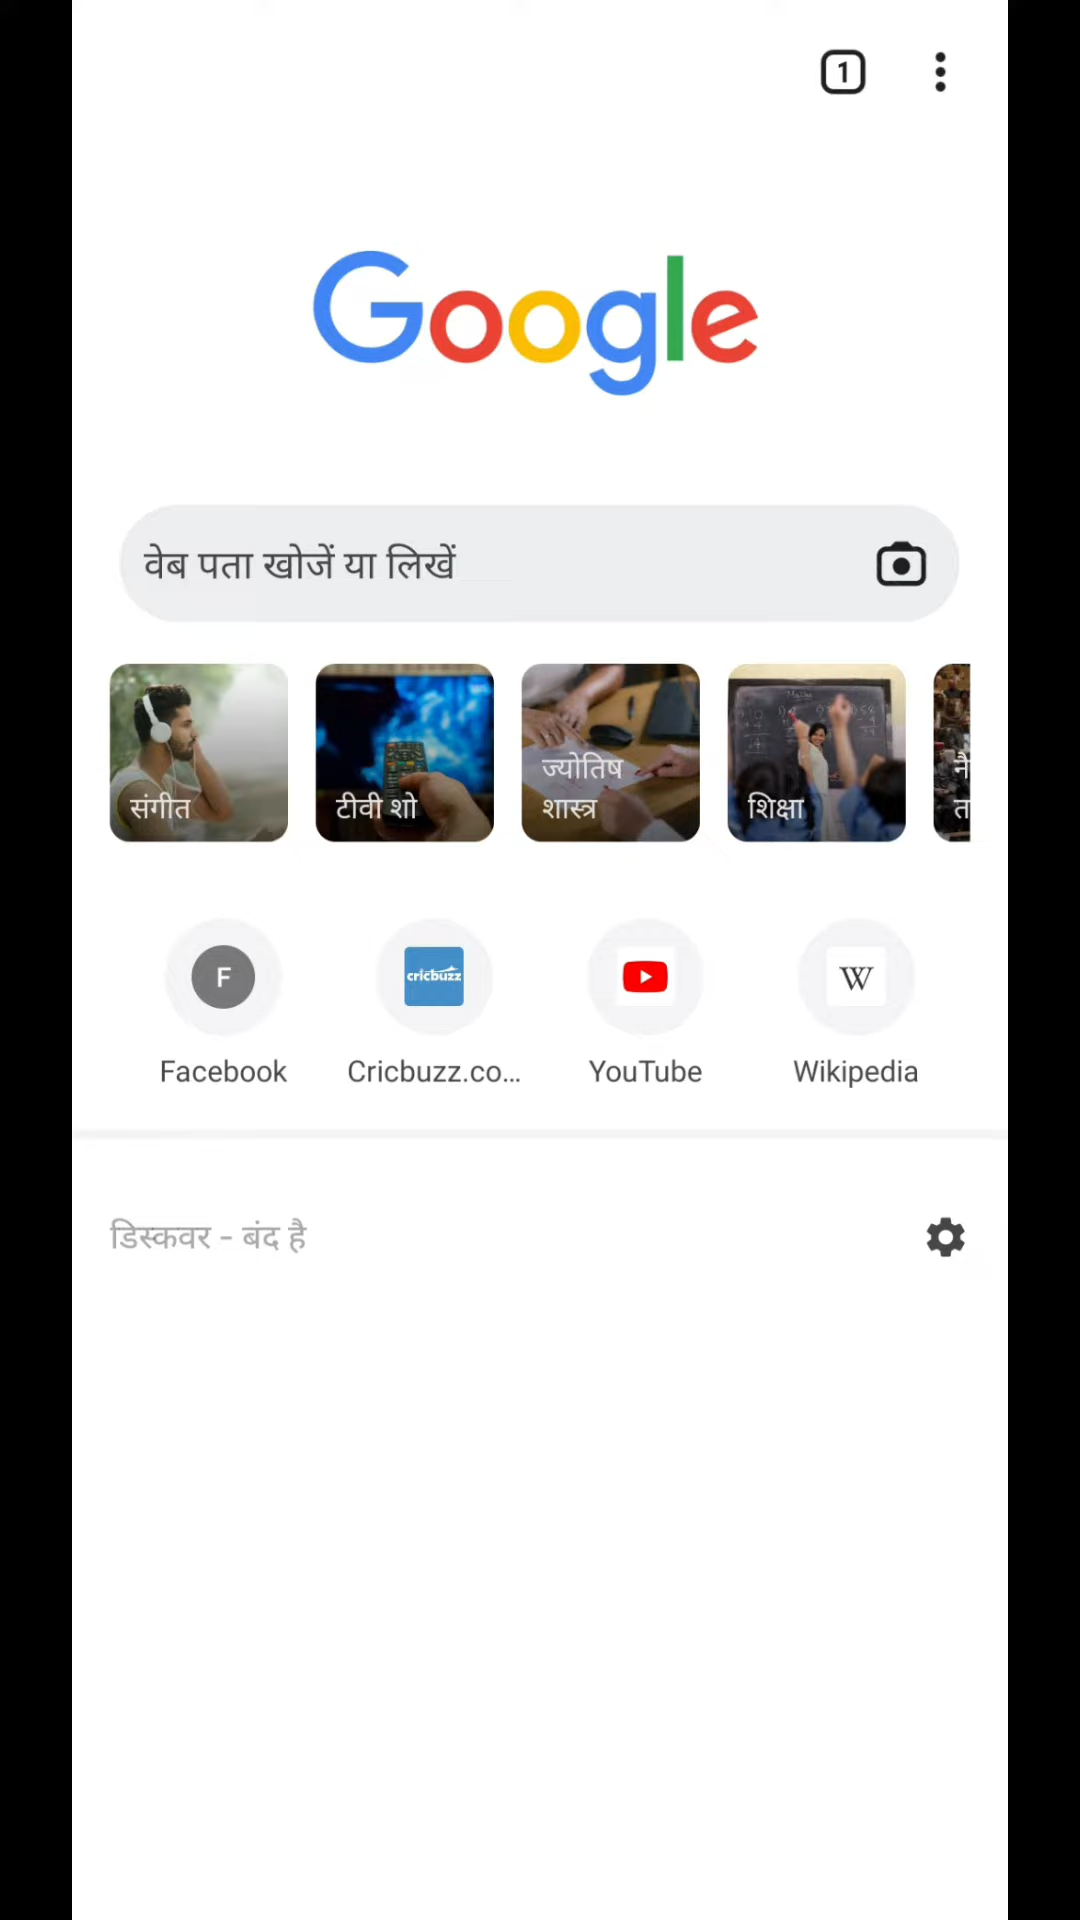 1
Google
वेब पता खोजें या लिखें
संगीत
टीवी शो
ज्योतिष
शास्त्र
शिक्षा
F
cricbuzz
W
Facebook
Cricbuzz.co...
YouTube
Wikipedia
डिस्कवर - बंद है